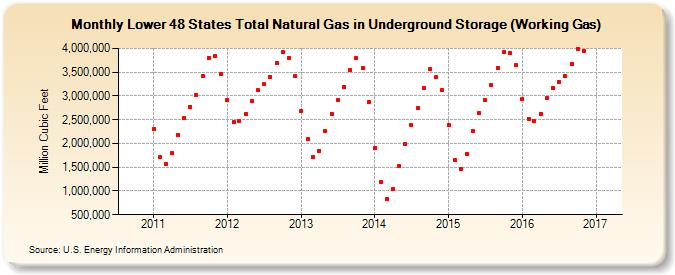 Monthly Lower 48 States Total Natural Gas in Underground Storage (Working Gas)
Million Cubic Feet
4,000,000
3,500,000
3,000,000
2,500,000
2,000,000
1,500,000
1,000,000
500,000
2011 2012 2013 2014 2015 2016 2017
Source: U.S. Energy Information Administration